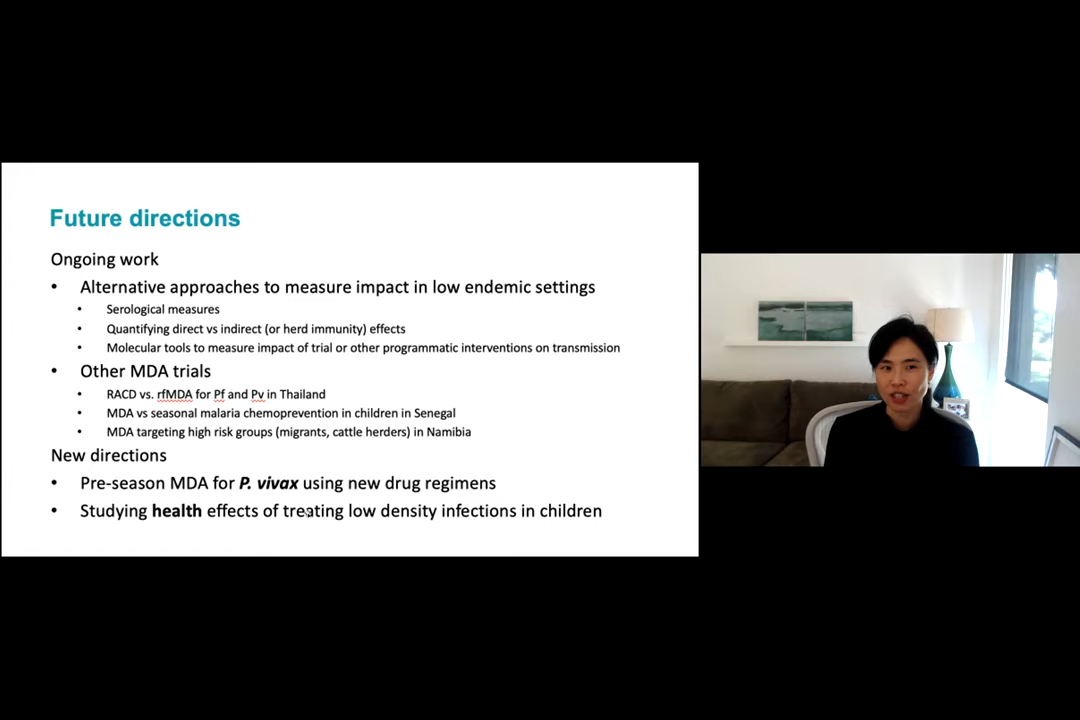 Future directions
Ongoing work
• Alternative approaches to measure impact in low endemic settings
• Serological measures
• Quantifying direct vs indirect (or herd immunity) effects
• Molecular tools to measure impact of trial or other programmatic interventions on transmission
• Other MDA trials
• RACD vs. rfMDA for Pf and Pv in Thailand
• MDA vs seasonal malaria chemoprevention in children in Senegal
• MDA targeting high risk groups (migrants, cattle herders) in Namibia
New directions
• Pre-season MDA for P. vivax using new drug regimens
• Studying health effects of treating low density infections in children